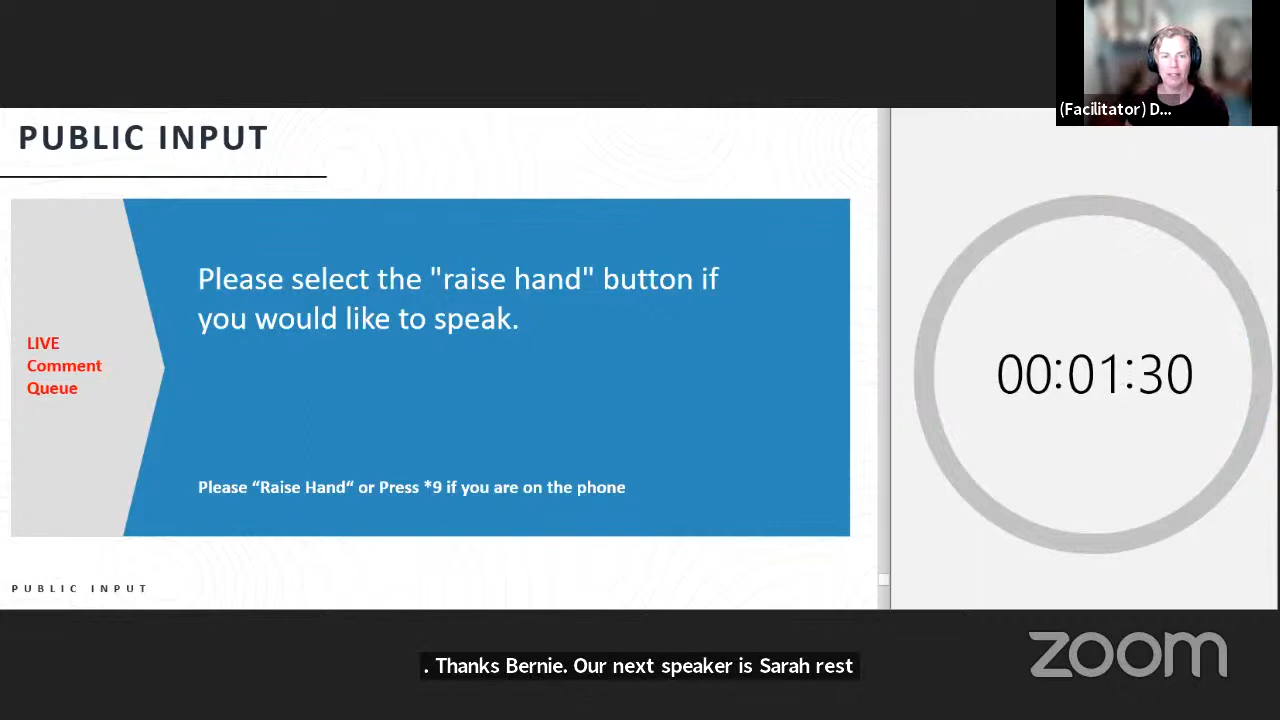 (Facilitator) D...
PUBLIC INPUT
Please select the "raise hand" button if
you would like to speak.
LIVE
Comment
Queue
00:01:30
Please “Raise Hand“ or Press *9 if you are on the phone
PUBLIC INPUT
. Thanks Bernie. Our next speaker is Sarah rest
zoom